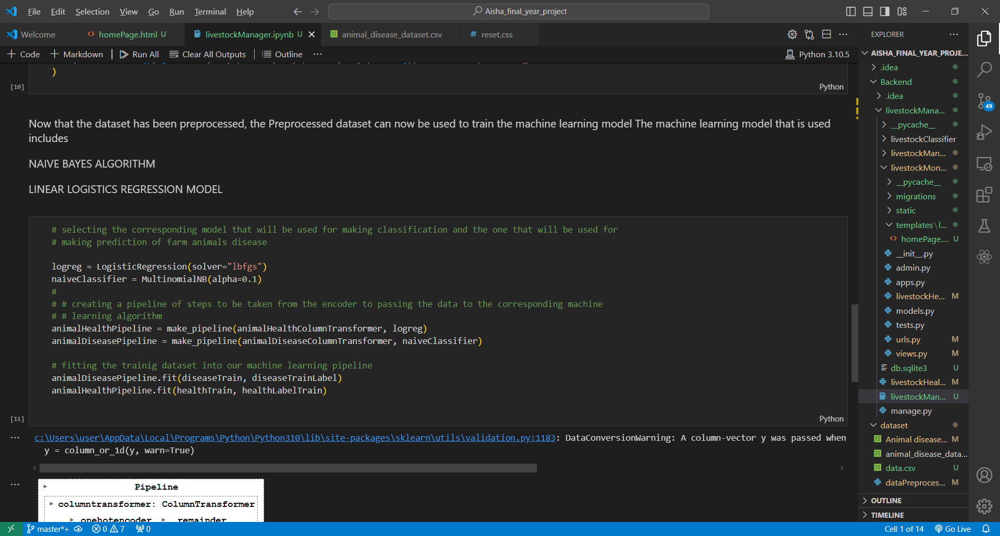 File Edit Selection View Go Run Terminal Help
Aisha_final_year_project
Welcome
homePage.html U
livestockManager.ipynb U
animal_disease_dataset.csv
# reset.css
Code Markdown Run All Clear All Outputs Outline ...
Python 3.10.5
)
[10]
Python
Now that the dataset has been preprocessed, the Preprocessed dataset can now be used to train the machine learning model The machine learning model that is used
includes
NAIVE BAYES ALGORITHM
LINEAR LOGISTICS REGRESSION MODEL
# selecting the corresponding model that will be used for making classification and the one that will be used for
# making prediction of farm animals disease
logreg = LogisticRegression(solver="lbfgs")
naiveClassifier = MultinomialNB(alpha=0.1)
#
# # creating a pipeline of steps to be taken from the encoder to passing the data to the corresponding machine
# # learning algorithm
animalHealthPipeline = make_pipeline(animalHealthColumnTransformer, logreg)
animalDiseasePipeline = make_pipeline(animalDiseaseColumnTransformer, naiveClassifier)
# fitting the trainig dataset into our machine learning pipeline
animalDiseasePipeline.fit(diseaseTrain, diseaseTrainLabel)
animalHealthPipeline.fit(healthTrain, healthLabelTrain)
[11]
Python
c:\Users\user\AppData\Local\Programs\Python\Python310\lib\site-packages\sklearn\utils\validation.py:1183: DataConversionWarning: A column-vector y was passed when
y = column_or_1d(y, warn=True)
Pipeline
columntransformer: ColumnTransformer
onehotencoder remainder
EXPLORER
AISHA_FINAL_YEAR_PROJE...
.idea
Backend
.idea
livestockMana...
__pycache__
livestockClassifier
livestockMan...
livestockMon...
__pycache__
migrations
static
templates\l...
homePage.... U
__init__.py
admin.py
apps.py
livestockHe... M
models.py
tests.py
urls.py M
views.py M
db.sqlite3 U
livestockHeal... M
livestockMan... U
manage.py
dataset
Animal disease... M
animal_disease_data...
data.csv U
dataPreproces... M
OUTLINE
TIMELINE
49
master*+ 0 7 0
Cell 1 of 14 Go Live